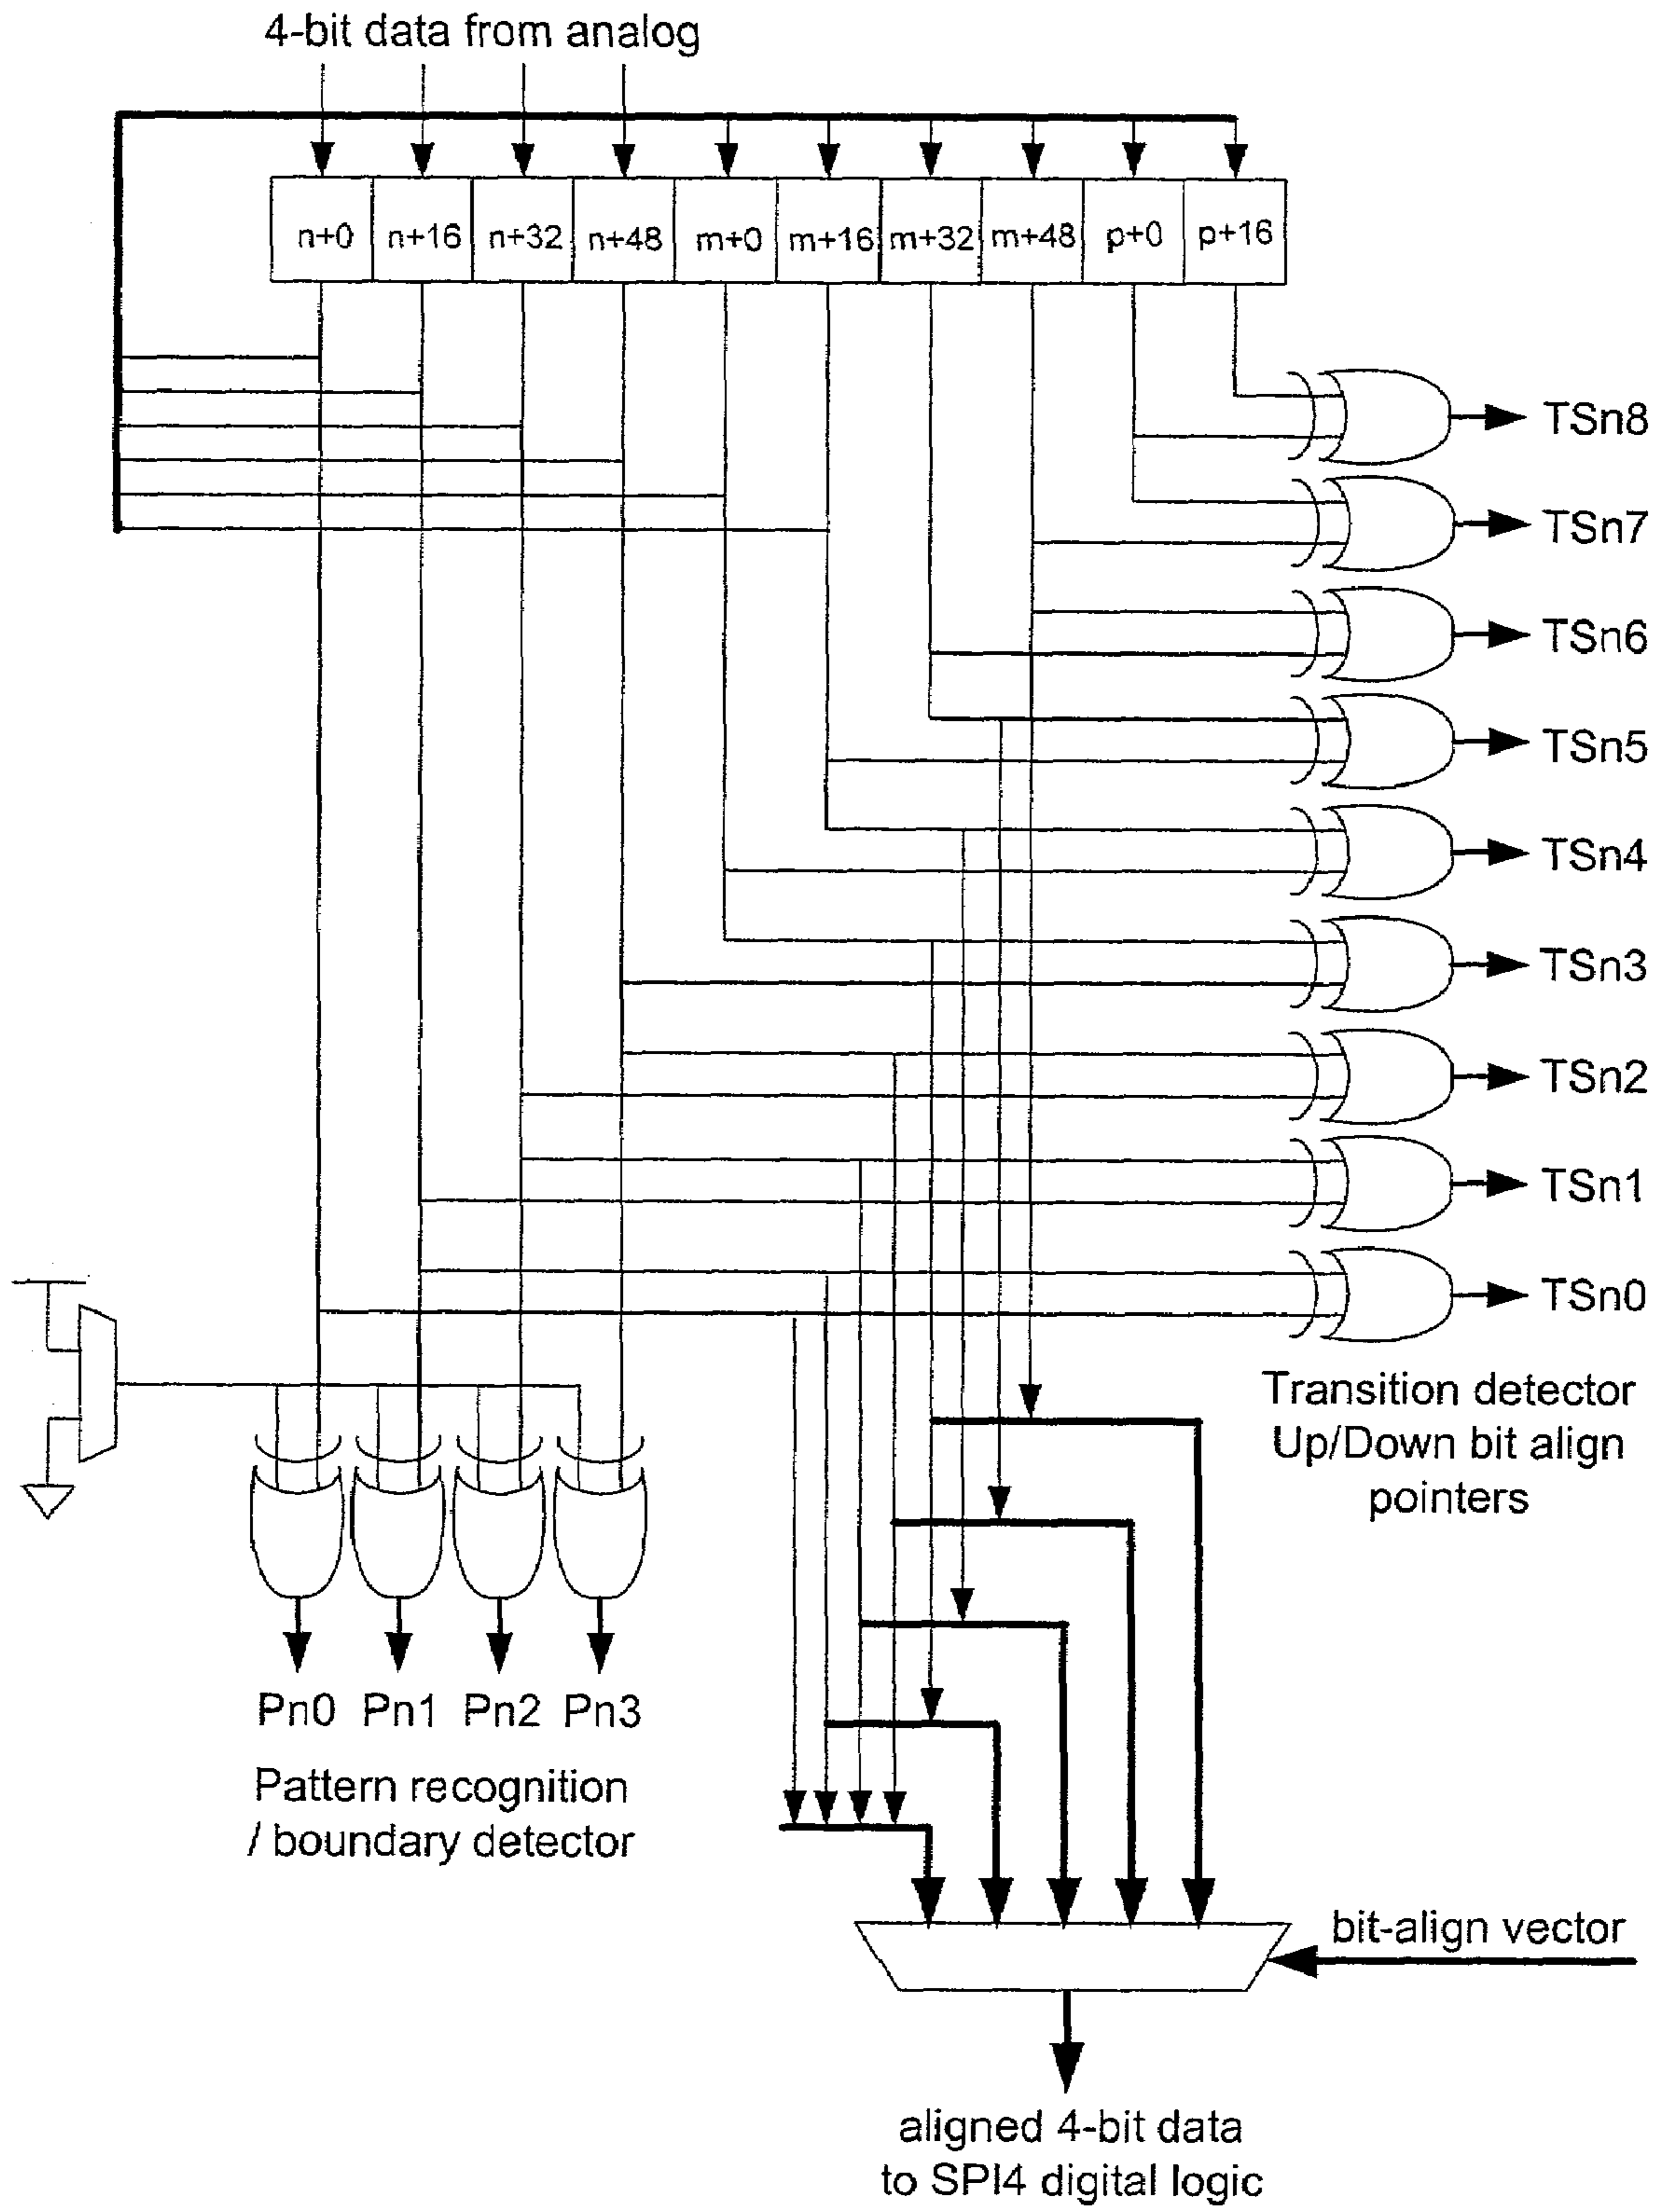 4-bit data from analog
n+0 n+16 n+32 n+48 m+0 m+16 m+32 m+48 p+0 p+16
TSn8
TSn7
TSn6
TSn5
TSn4
TSn3
TSn2
TSn1
TSn0
Transition detector
Up/Down bit align
pointers
Pn0 Pn1 Pn2 Pn3
Pattern recognition
/ boundary detector
bit-align vector
aligned 4-bit data
to SPI4 digital logic